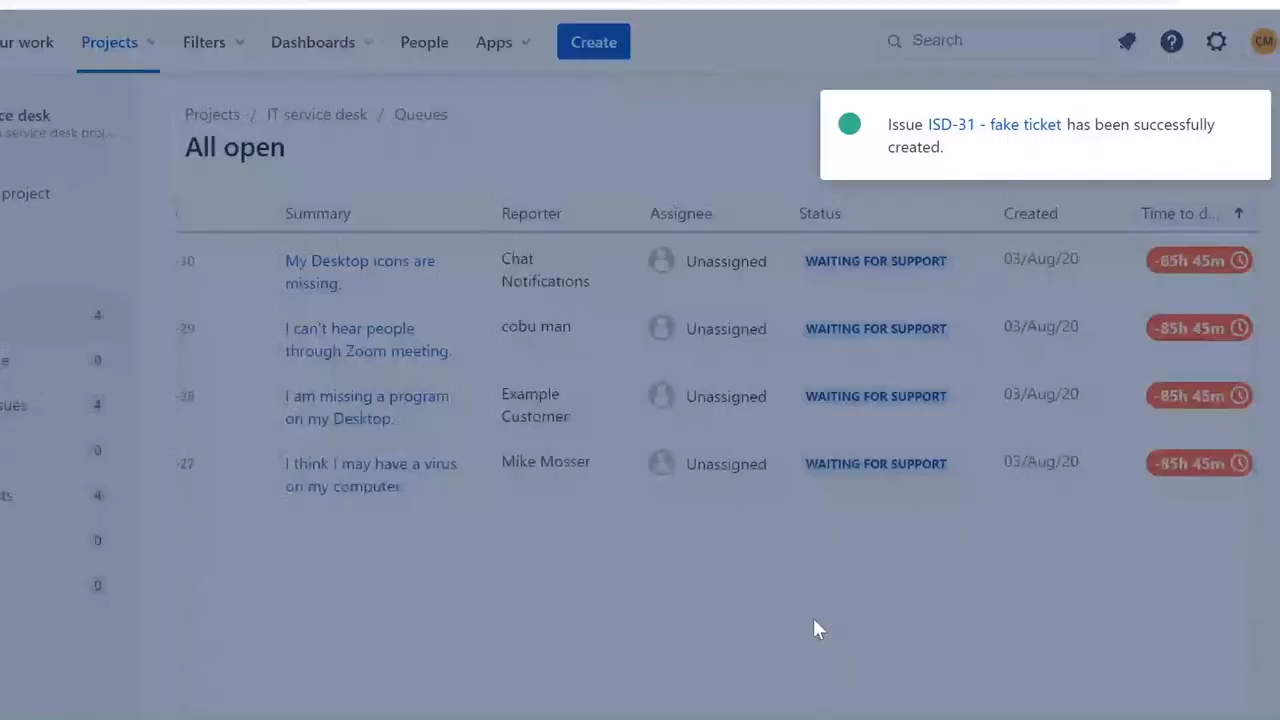 ur work Projects Filters Dashboards People Apps Create Search CM
ce desk
service desk proj...
project
4
0
sues 4
0
ts 4
0
0
Projects / IT service desk / Queues
All open
Issue ISD-31 - fake ticket has been successfully
created.
Summary Reporter Assignee Status Created Time to d...
-30 My Desktop icons are Chat Unassigned WAITING FOR SUPPORT 03/Aug/20 -85h 45m
missing. Notifications
-29 I can't hear people cobu man Unassigned WAITING FOR SUPPORT 03/Aug/20 -85h 45m
through Zoom meeting.
-28 I am missing a program Example Unassigned WAITING FOR SUPPORT 03/Aug/20 -85h 45m
on my Desktop. Customer
-27 I think I may have a virus Mike Mosser Unassigned WAITING FOR SUPPORT 03/Aug/20 -85h 45m
on my computer.